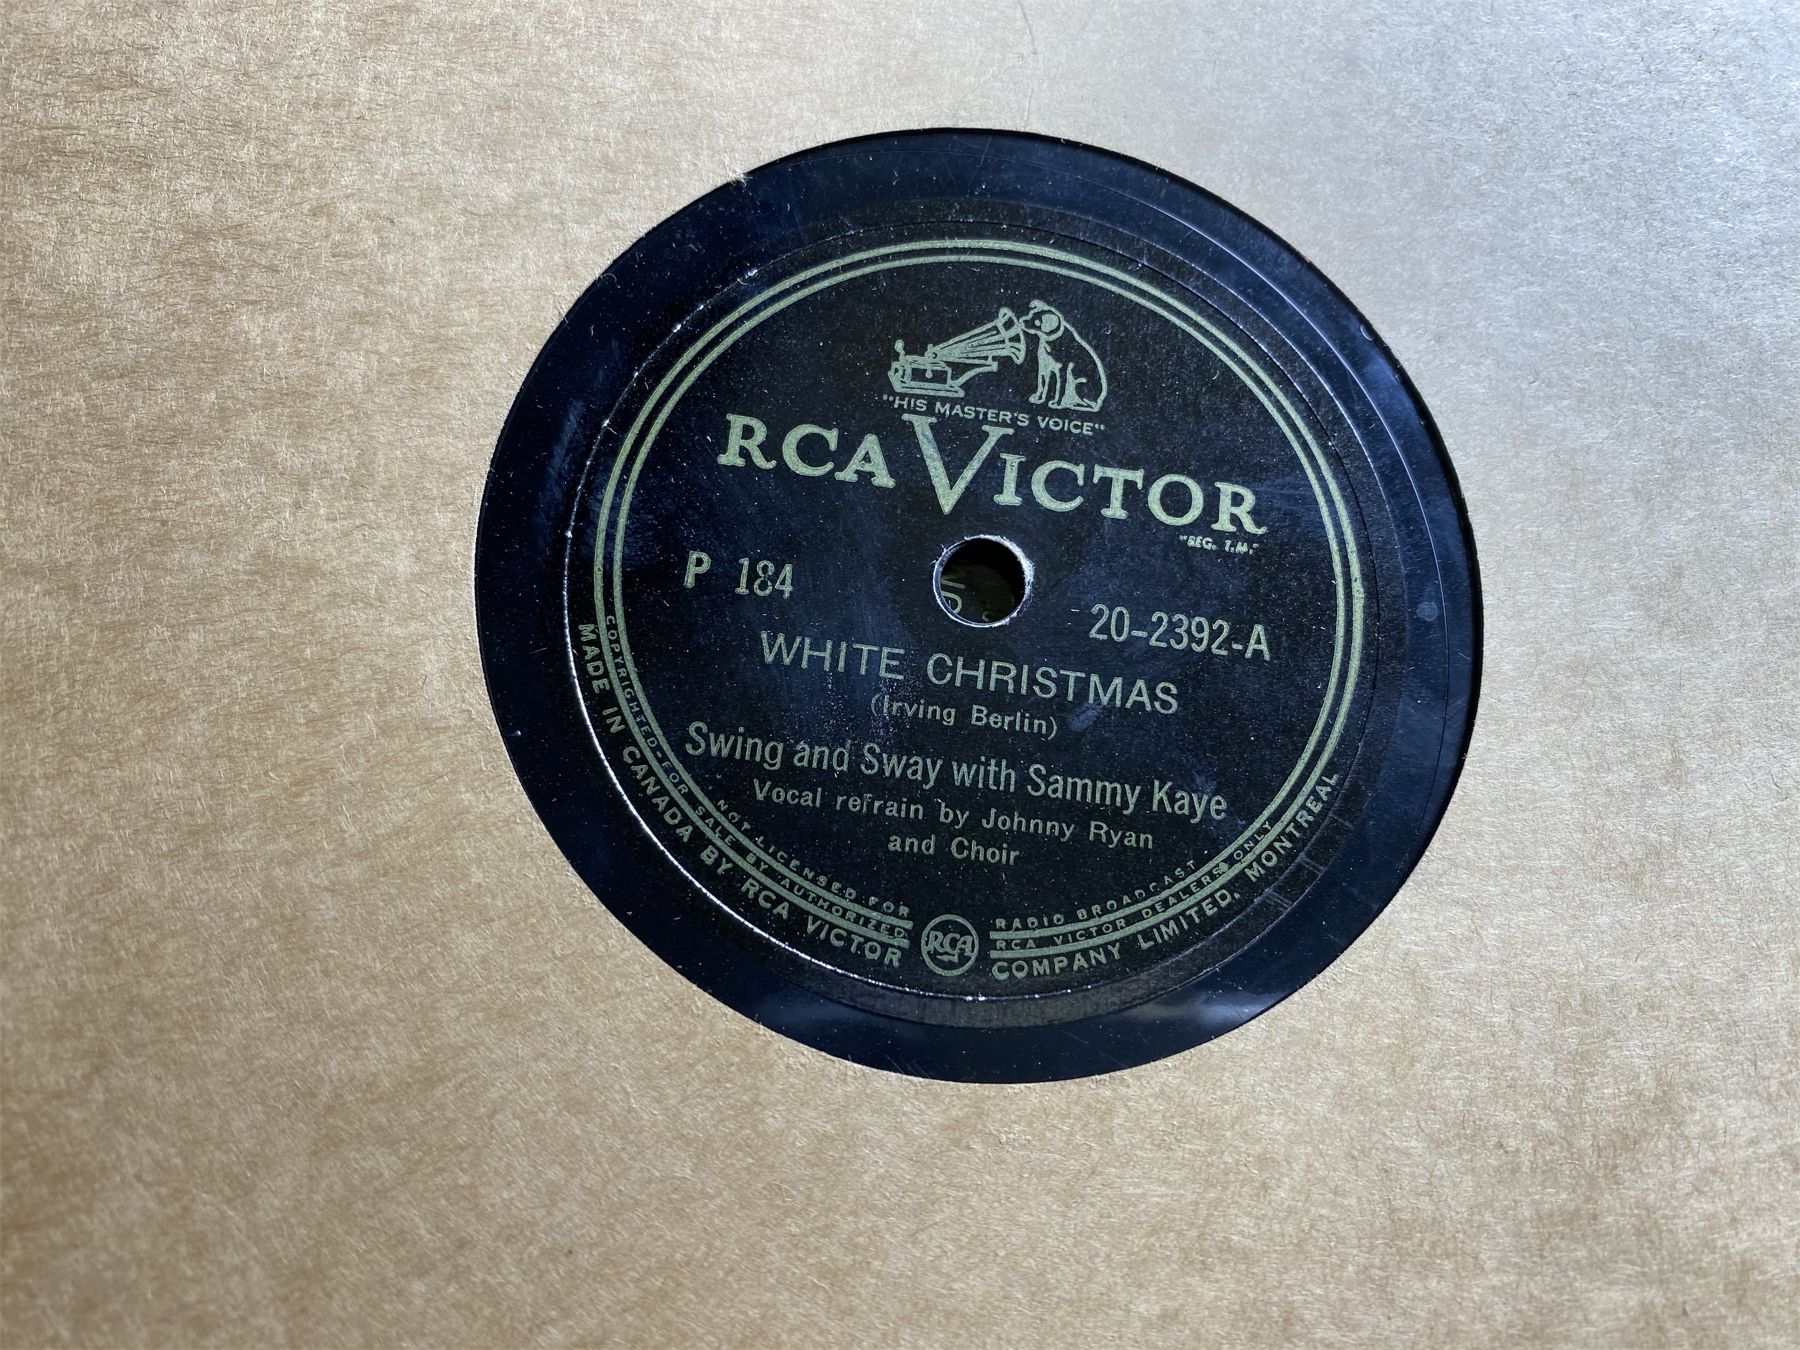 "HIS MASTER'S VOICE"
RCA VICTOR
"REG. T.M."
P 184
20-2392-A
WHITE CHRISTMAS
(Irving Berlin)
Swing and Sway with Sammy Kaye
Vocal refrain by Johnny Ryan
and Choir
NOT LICENSED FOR RADIO BROADCAST
COPYRIGHTED-FOR SALE BY AUTHORIZED RCA VICTOR DEALERS ONLY
MADE IN CANADA BY RCA VICTOR COMPANY LIMITED, MONTREAL
RCA